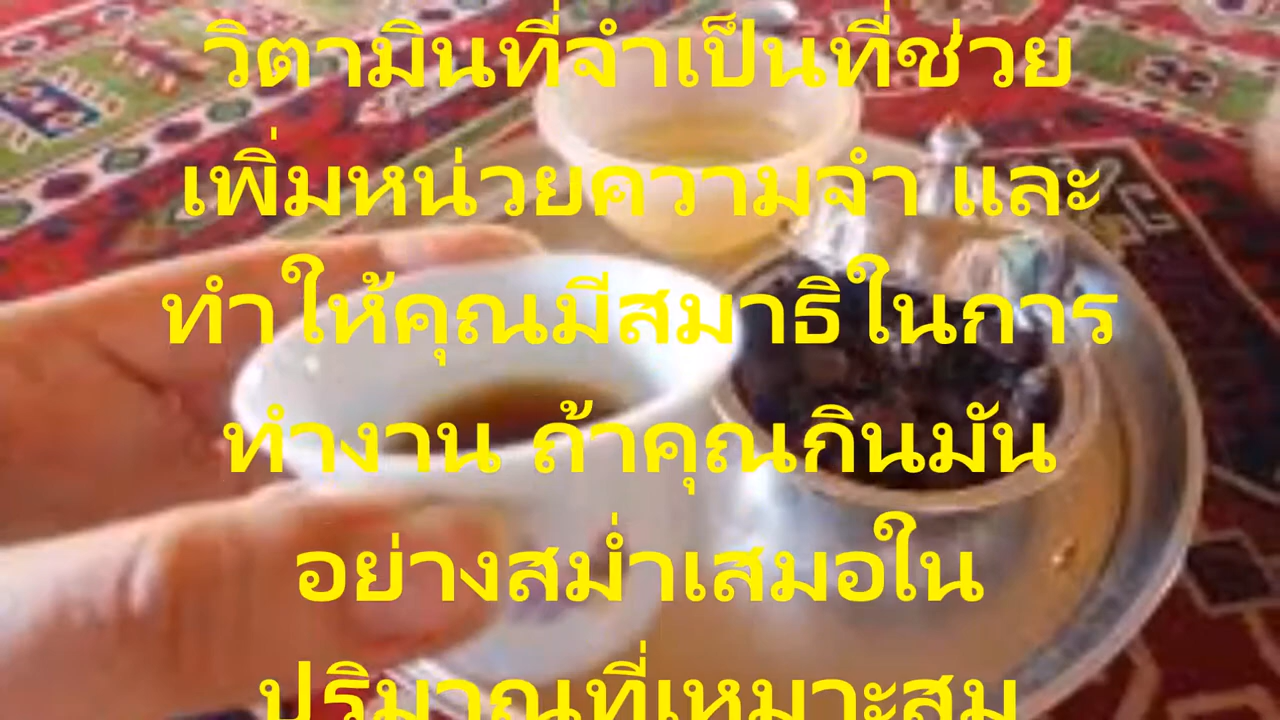 วิตามินที่จำเป็นที่ช่วย
เพิ่มหน่วยความจำ และ
ทำให้คุณมีสมาธิในการ
ทำงาน ถ้าคุณกินมัน
อย่างสม่ำเสมอใน
ปริมาณที่เหมาะสม